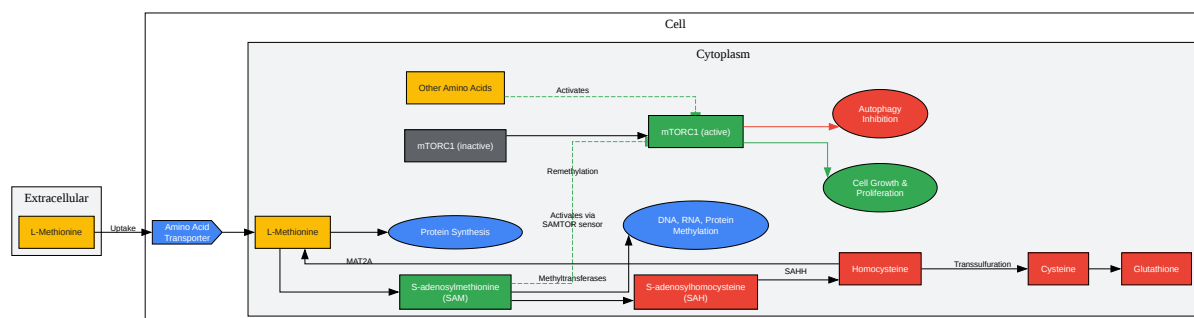 Cell
Cytoplasm
Other Amino Acids
Activates
Autophagy
Inhibition
mTORC1 (inactive)
mTORC1 (active)
Remethylation
Cell Growth &
Proliferation
Extracellular
L-Methionine
Uptake
Amino Acid
Transporter
L-Methionine
Protein Synthesis
Activates via
SAMTOR sensor
DNA, RNA, Protein
Methylation
MAT2A
Methyltransferases
SAHH
Homocysteine
Transsulfuration
Cysteine
Glutathione
S-adenosylmethionine
(SAM)
S-adenosylhomocysteine
(SAH)